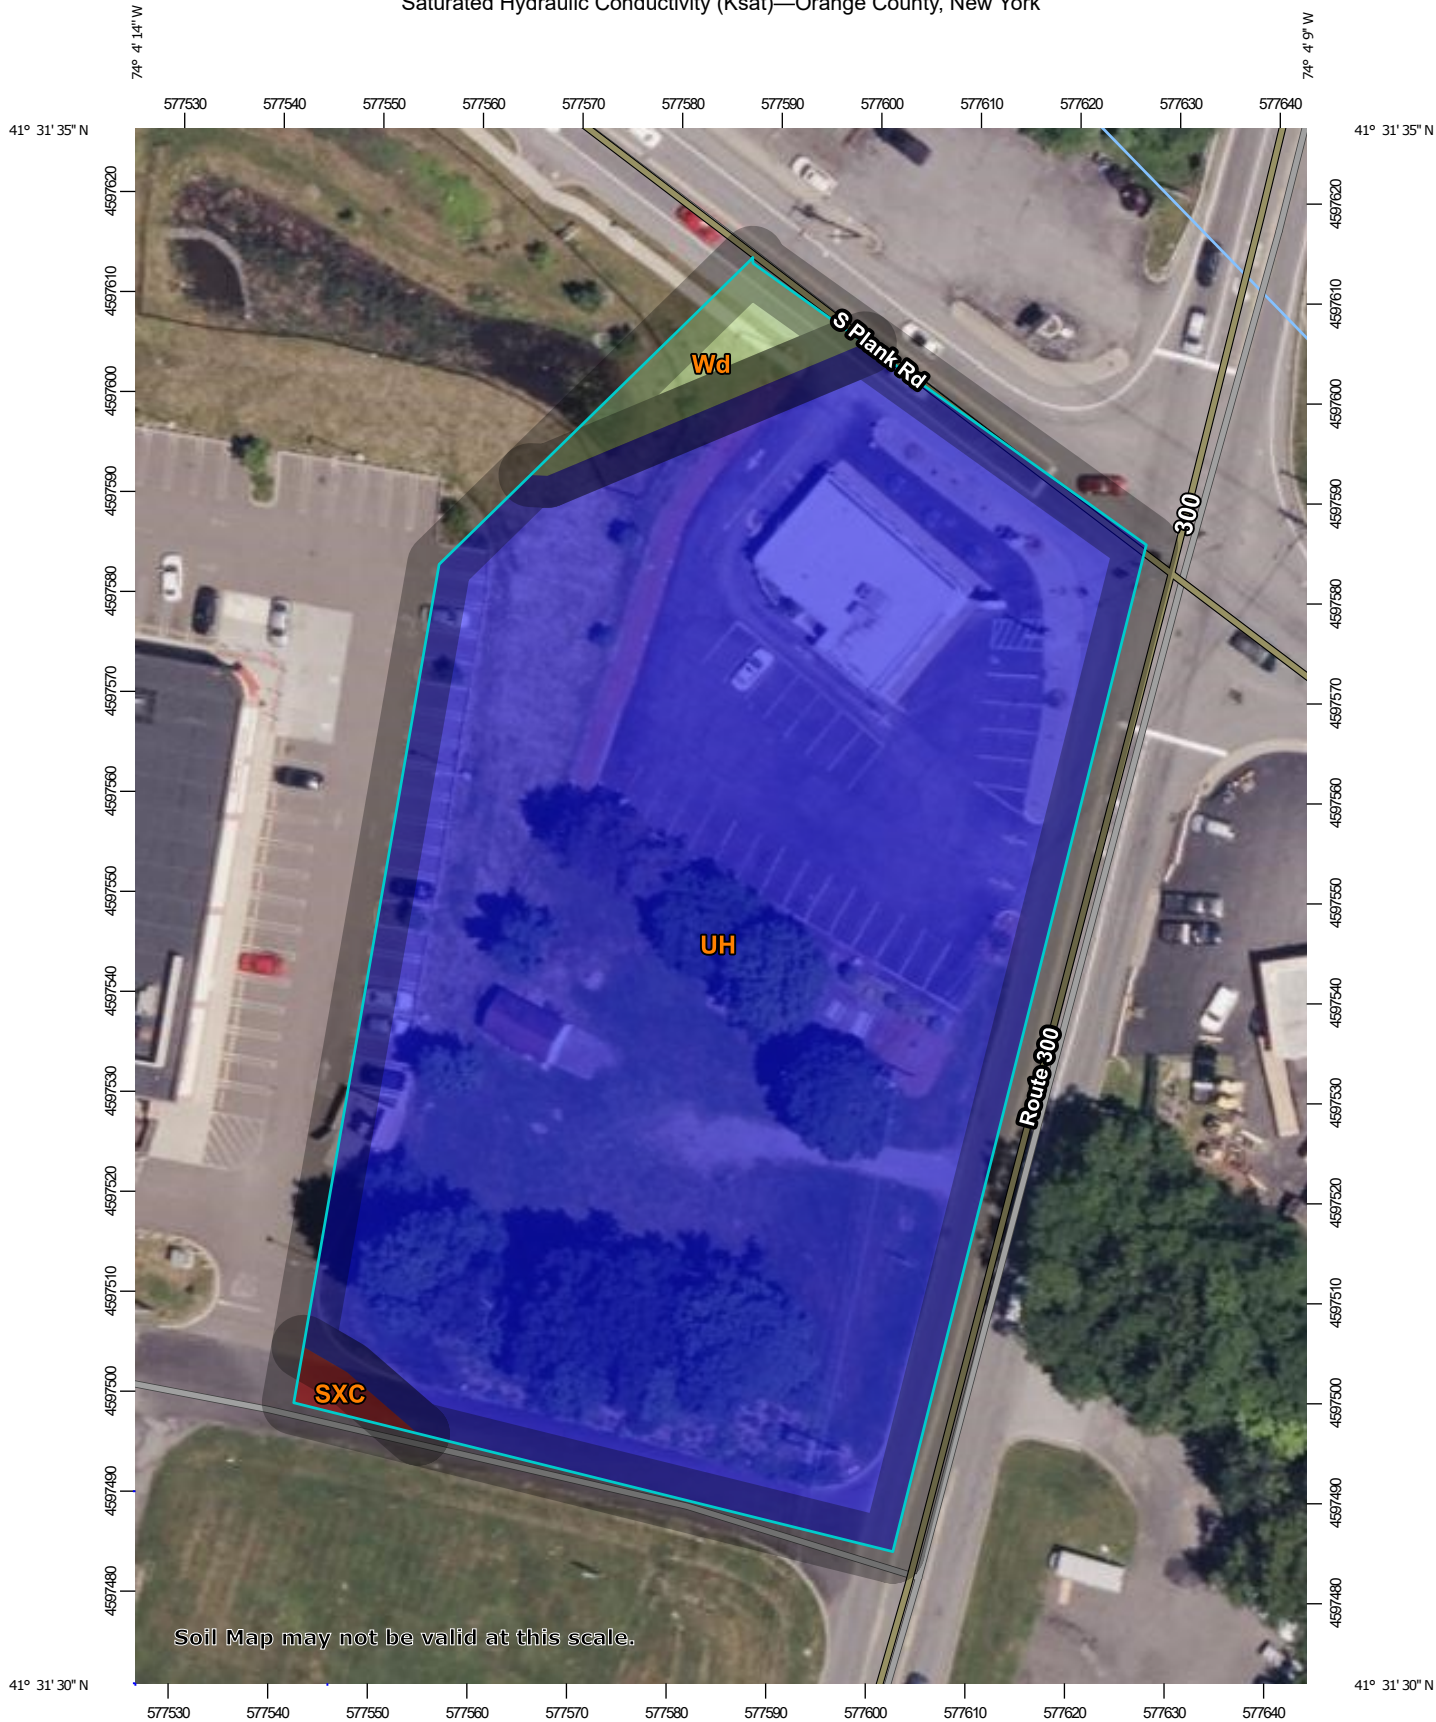 Saturated Hydraulic Conductivity (Ksat)—Orange County, New York
74° 4' 14'' W
74° 4' 9'' W
577530 577540 577550 577560 577570 577580 577590 577600 577610 577620 577630 577640
41° 31' 35'' N
41° 31' 35'' N
4597620
4597620
4597610
4597610
S Plank Rd
Wd
4597600
4597600
4597590
4597590
300
4597580
4597580
4597570
4597570
4597560
4597560
4597550
4597550
UH
4597540
4597540
Route 300
4597530
4597530
4597520
4597520
4597510
4597510
SXC
4597500
4597500
4597490
4597490
4597480
4597480
Soil Map may not be valid at this scale.
41° 31' 30'' N
41° 31' 30'' N
577530 577540 577550 577560 577570 577580 577590 577600 577610 577620 577630 577640